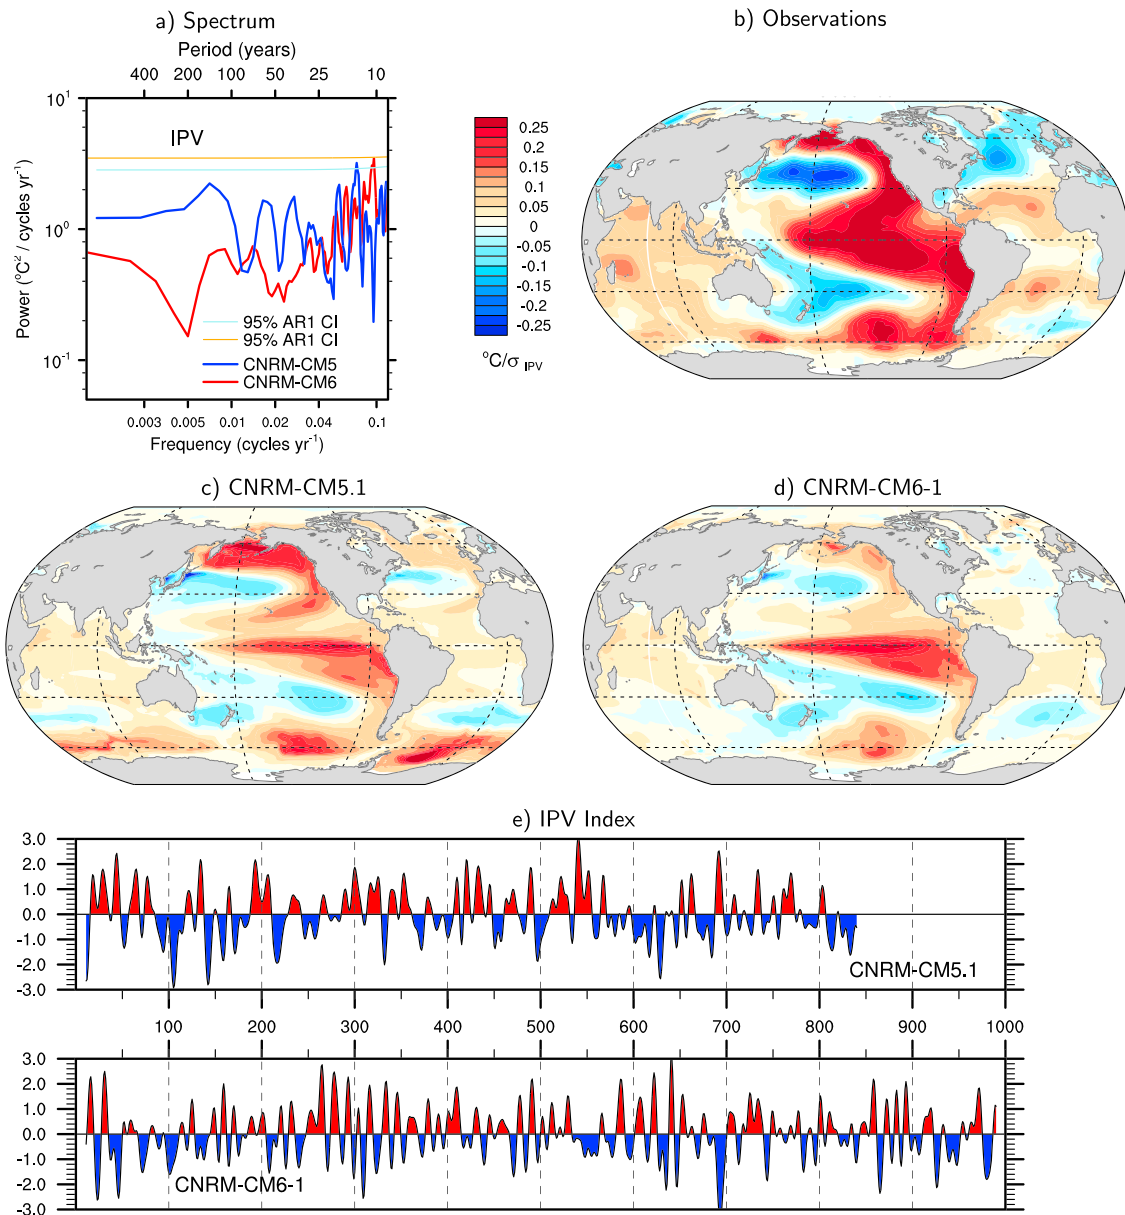 a) Spectrum
Period (years)
400 200 100 50 25 10
10^1
10^0
10^-1
Power (°C² / cycles yr^-1)
IPV
95% AR1 CI
95% AR1 CI
CNRM-CM5
CNRM-CM6
0.003 0.005 0.01 0.02 0.04 0.1
Frequency (cycles yr^-1)
0.25
0.2
0.15
0.1
0.05
0
-0.05
-0.1
-0.15
-0.2
-0.25
°C/σ IPV
b) Observations
c) CNRM-CM5.1
d) CNRM-CM6-1
e) IPV Index
3.0
2.0
1.0
0.0
-1.0
-2.0
-3.0
CNRM-CM5.1
100 200 300 400 500 600 700 800 900 1000
3.0
2.0
1.0
0.0
-1.0
-2.0
-3.0
CNRM-CM6-1